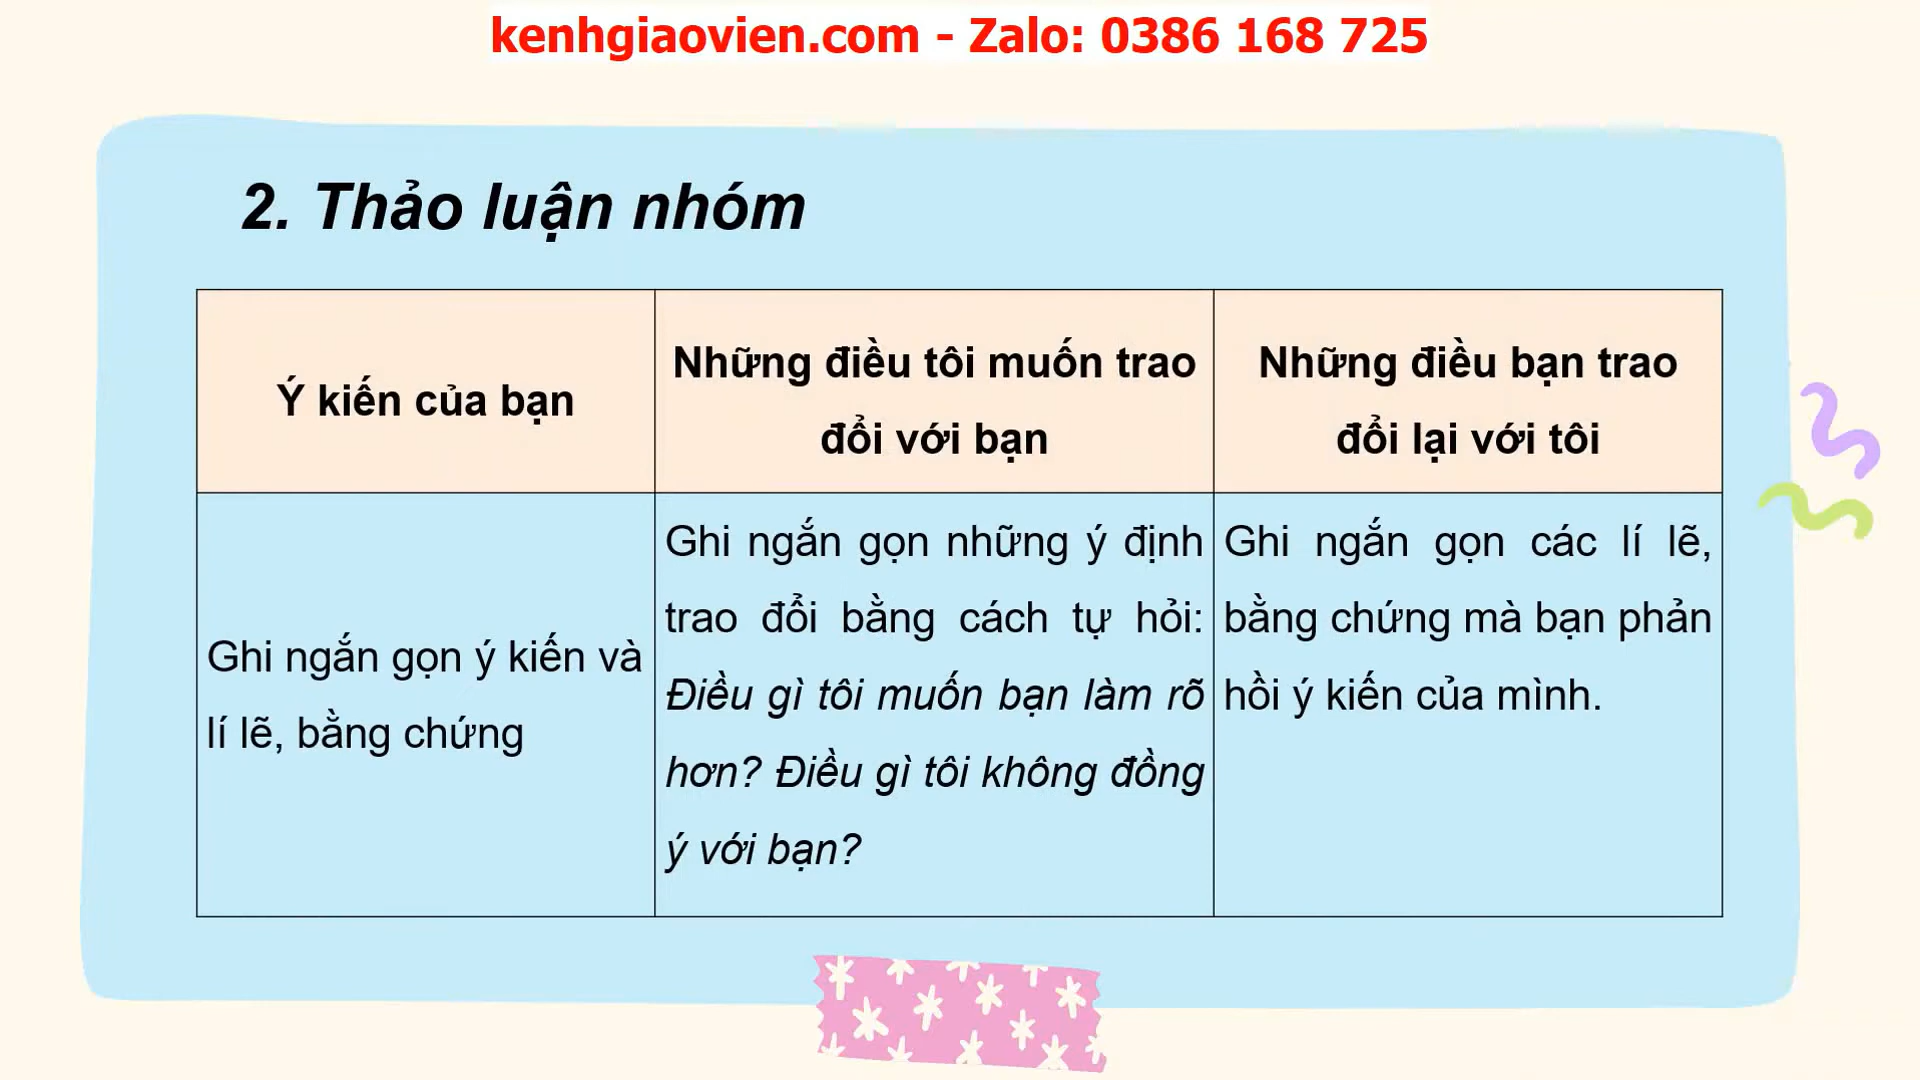 kenhgiaovien.com - Zalo: 0386 168 725
2. Thảo luận nhóm
Ý kiến của bạn
Những điều tôi muốn trao
đổi với bạn
Những điều bạn trao
đổi lại với tôi
Ghi ngắn gọn ý kiến và
lí lẽ, bằng chứng
Ghi ngắn gọn những ý định
trao đổi bằng cách tự hỏi:
Điều gì tôi muốn bạn làm rõ
hơn? Điều gì tôi không đồng
ý với bạn?
Ghi ngắn gọn các lí lẽ,
bằng chứng mà bạn phản
hồi ý kiến của mình.